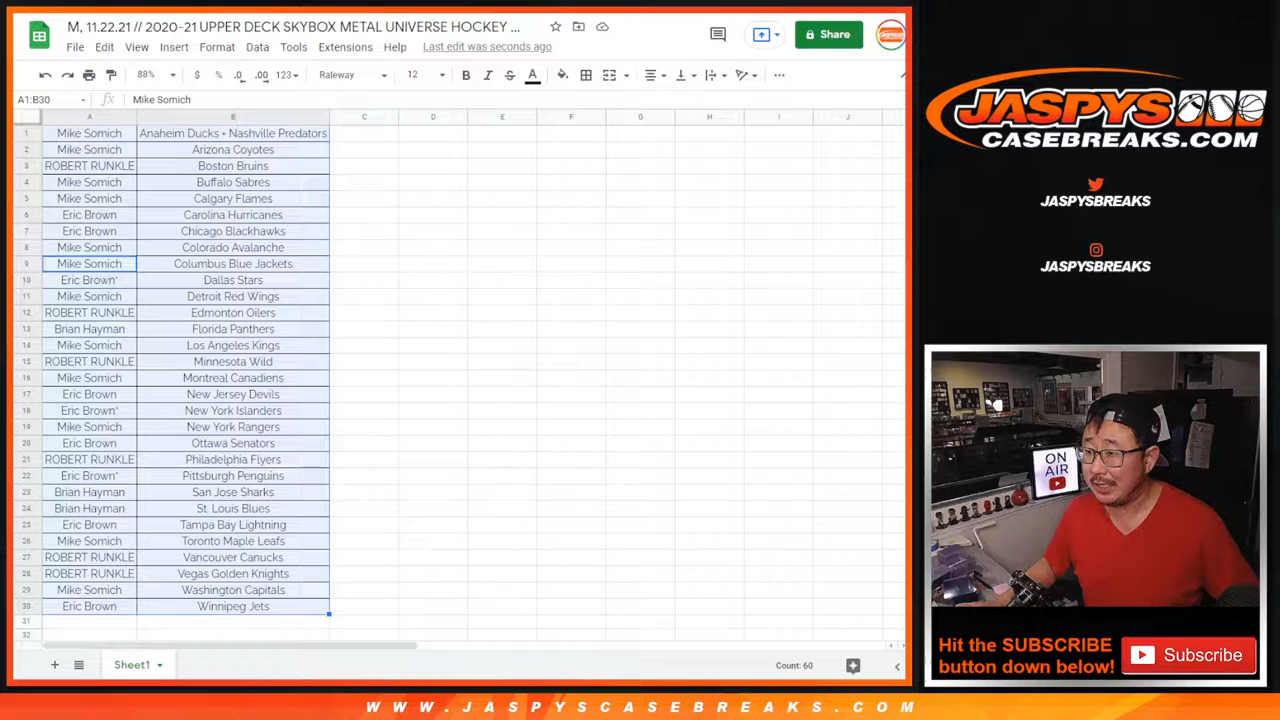 M, 11.22.21 // 2020-21 UPPER DECK SKYBOX METAL UNIVERSE HOCKEY ...
File Edit View Insert Format Data Tools Extensions Help Last edit was seconds ago
Share
88% $ % .0 .00 123 Raleway 12 B I S A
A1:B30 fx Mike Somich
A B C D E F G H I J
1 Mike Somich Anaheim Ducks + Nashville Predators
2 Mike Somich Arizona Coyotes
3 ROBERT RUNKLE Boston Bruins
4 Mike Somich Buffalo Sabres
5 Mike Somich Calgary Flames
6 Eric Brown Carolina Hurricanes
7 Eric Brown Chicago Blackhawks
8 Mike Somich Colorado Avalanche
9 Mike Somich Columbus Blue Jackets
10 Eric Brown* Dallas Stars
11 Mike Somich Detroit Red Wings
12 ROBERT RUNKLE Edmonton Oilers
13 Brian Hayman Florida Panthers
14 Mike Somich Los Angeles Kings
15 ROBERT RUNKLE Minnesota Wild
16 Mike Somich Montreal Canadiens
17 Eric Brown New Jersey Devils
18 Eric Brown* New York Islanders
19 Mike Somich New York Rangers
20 Eric Brown Ottawa Senators
21 ROBERT RUNKLE Philadelphia Flyers
22 Eric Brown* Pittsburgh Penguins
23 Brian Hayman San Jose Sharks
24 Brian Hayman St. Louis Blues
25 Eric Brown Tampa Bay Lightning
26 Mike Somich Toronto Maple Leafs
27 ROBERT RUNKLE Vancouver Canucks
28 ROBERT RUNKLE Vegas Golden Knights
29 Mike Somich Washington Capitals
30 Eric Brown Winnipeg Jets
31
32
Sheet1 Count: 60
JASPYS
CASEBREAKS.COM
JASPYSBREAKS
JASPYSBREAKS
ON
AIR
Hit the SUBSCRIBE
button down below!
Subscribe
WWW.JASPYSCASEBREAKS.COM